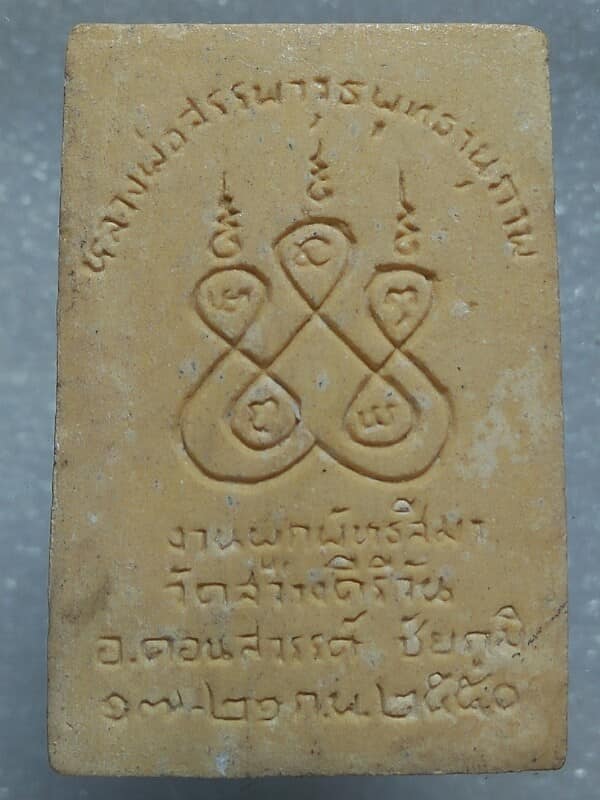 หลวงพ่อสรรพาวุธพุทธานุภาพ
งานผูกพัทธสีมา
วัดสว่างคีรีวัน
อ.คอนสวรรค์ ชัยภูมิ
๑๗-๒๑ ก.พ. ๒๕๕๐